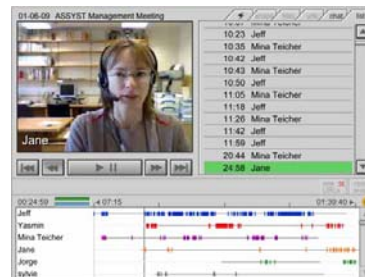 01-06-09 ASSYST Management Meeting
chat
10:23 Jeff
10:35 Mina Teicher
10:42 Jeff
10:43 Mina Teicher
10:50 Jeff
11:05 Mina Teicher
11:18 Jeff
11:26 Mina Teicher
11:42 Jeff
11:59 Jeff
20:44 Mina Teicher
24:58 Jane
Jane
00:24:59
07:15
01:39:40
Jeff
Yasmin
Mina Teicher
Jane
Jorge
sylvie